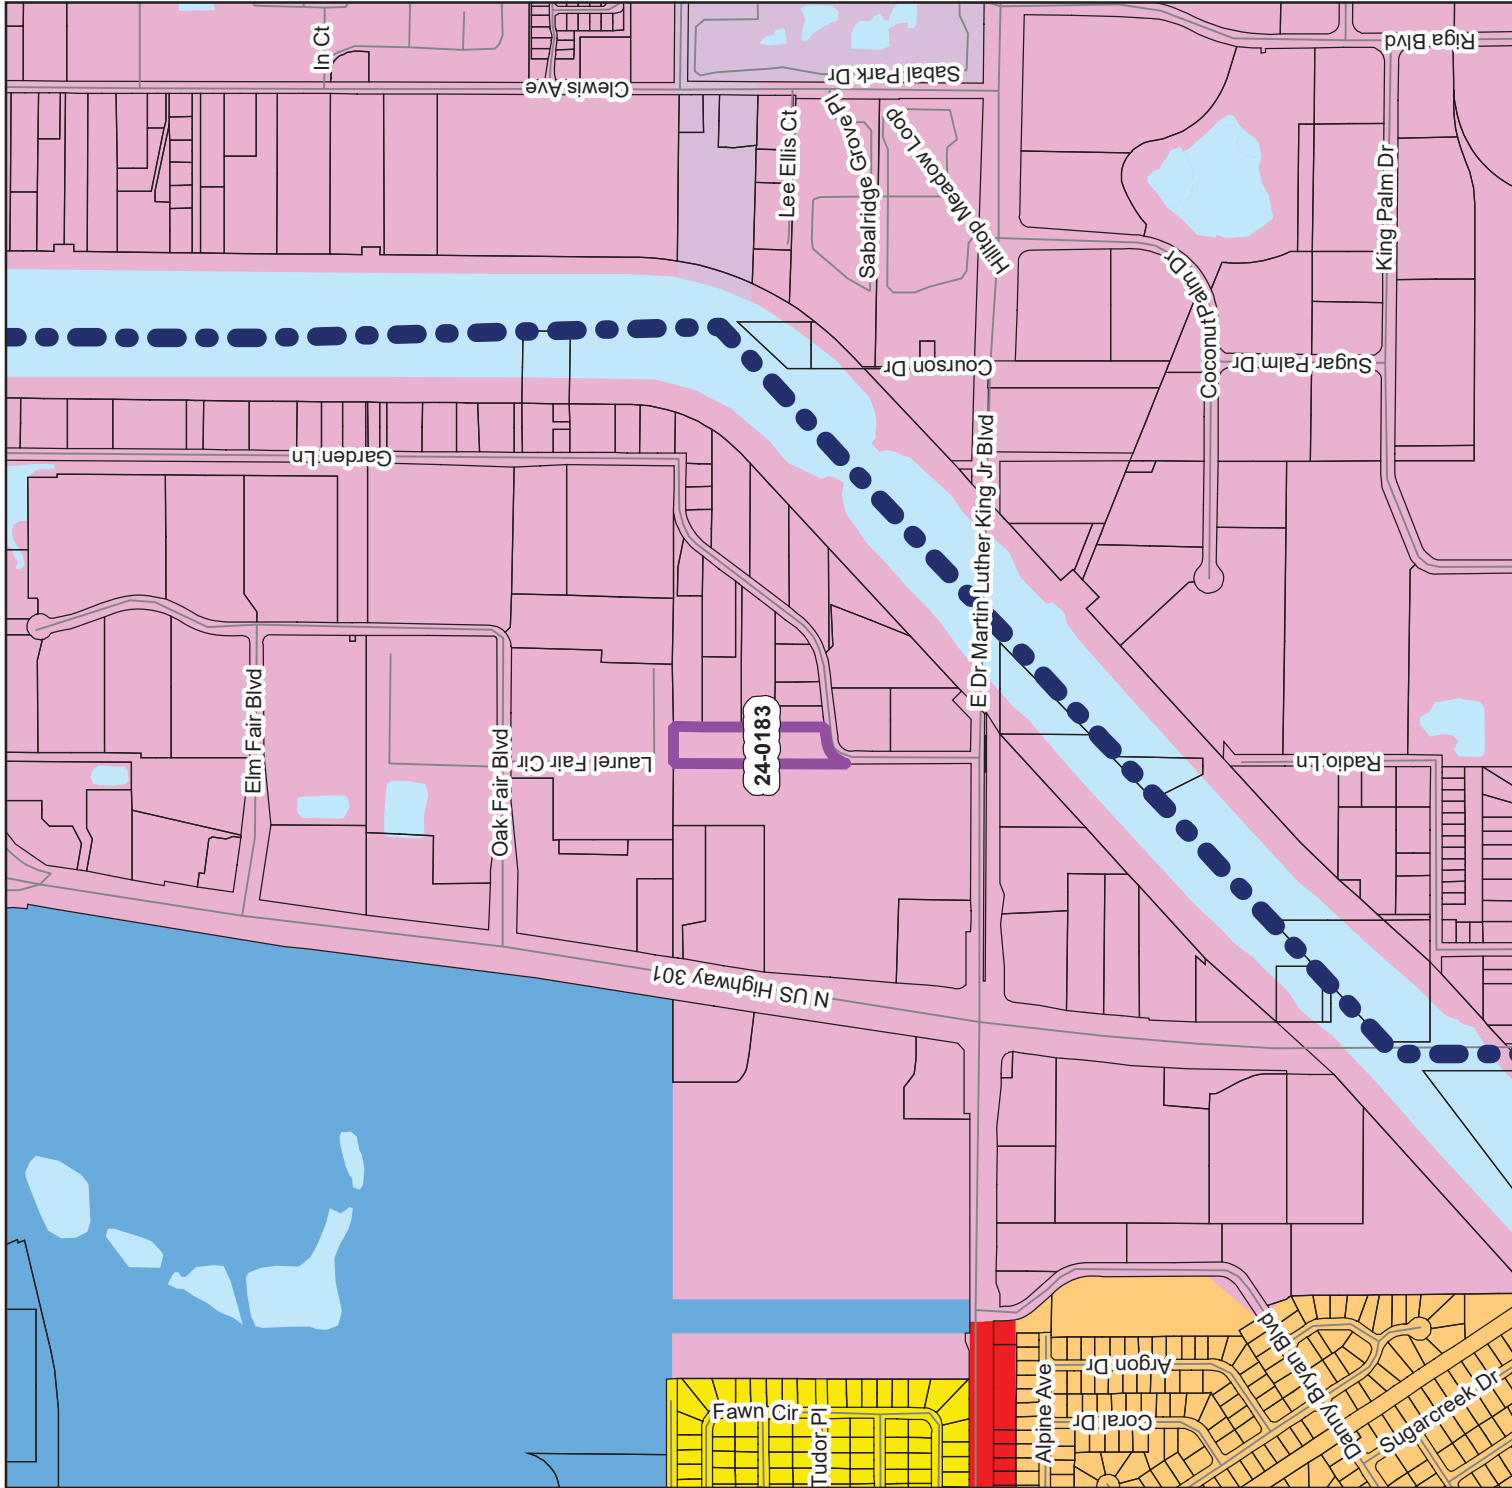 In Ct
Riga Blvd
Clewis Ave
Sabal Park Dr
Lee Ellis Ct
Sabalridge Grove Pl
Hilltop Meadow Loop
King Palm Dr
Coconut Palm Dr
Sugar Palm Dr
Courson Dr
Garden Ln
E Dr Martin Luther King Jr Blvd
Elm Fair Blvd
Oak Fair Blvd
Laurel Fair Cir
24-0183
Radio Ln
N US Highway 301
Fawn Cir
Tudor Pl
Alpine Ave
Argon Dr
Coral Dr
Danny Bryan Blvd
Sugarcreek Dr